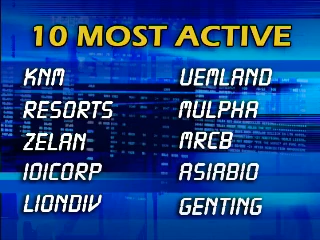 10 MOST ACTIVE
KNM
RESORTS
ZELAN
IOICORP
LIONDIV
UEMLAND
MULPHA
MRCB
ASIABIO
GENTING